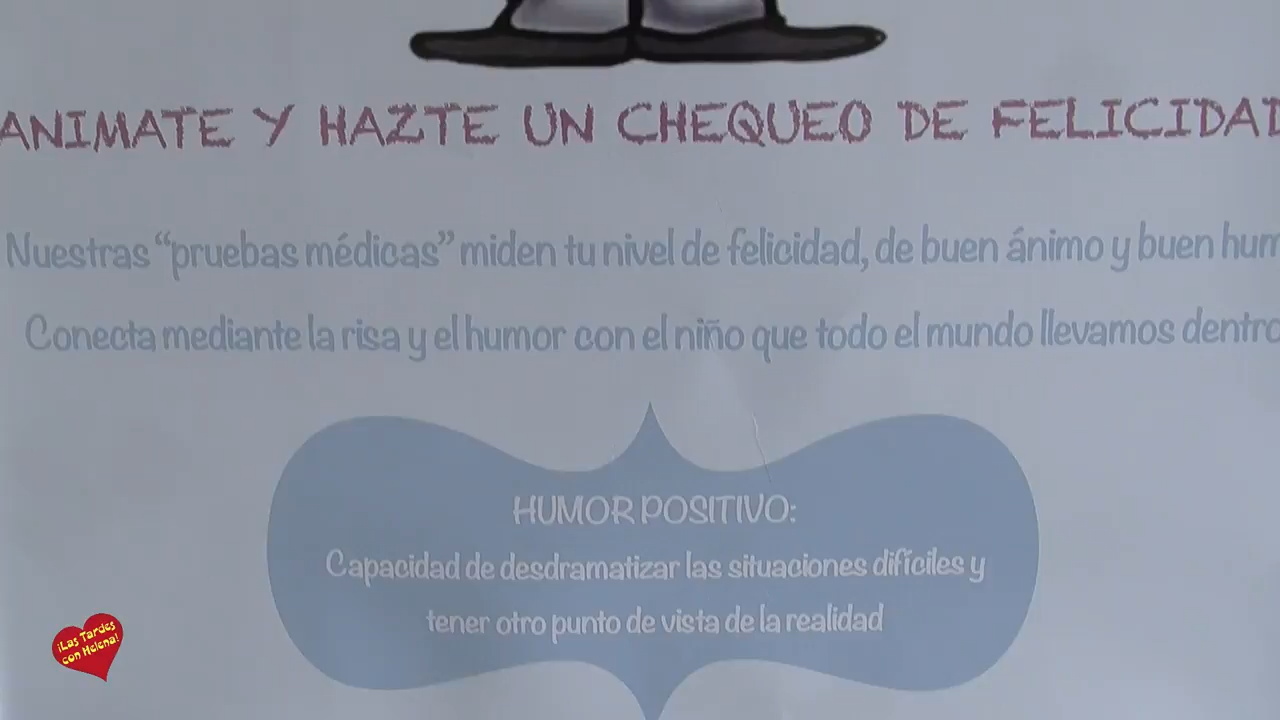 ANIMATE Y HAZTE UN CHEQUEO DE FELICIDAD
Nuestras “pruebas médicas” miden tu nivel de felicidad, de buen ánimo y buen hum
Conecta mediante la risa y el humor con el niño que todo el mundo llevamos dentro
HUMOR POSITIVO:
Capacidad de desdramatizar las situaciones difíciles y
tener otro punto de vista de la realidad
¡Las Tardes
con Helena!